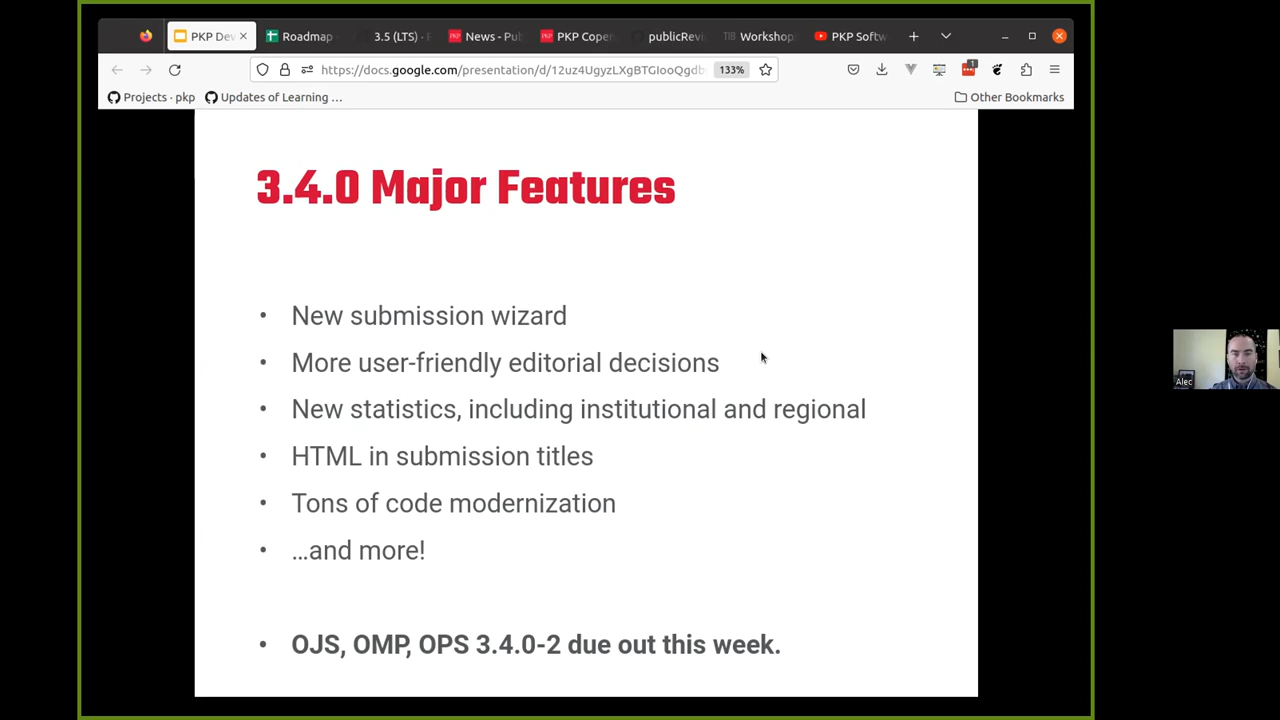 PKP Dev
Roadmap
3.5 (LTS)
News - Pu
PKP Cope
publicRevi
Workshop
PKP Softw
https://docs.google.com/presentation/d/12uz4UgyzLXgBTGIooQgdb
133%
1
Projects · pkp
Updates of Learning …
Other Bookmarks
3.4.0 Major Features
• New submission wizard
• More user-friendly editorial decisions
• New statistics, including institutional and regional
• HTML in submission titles
• Tons of code modernization
• …and more!
• OJS, OMP, OPS 3.4.0-2 due out this week.
Alec